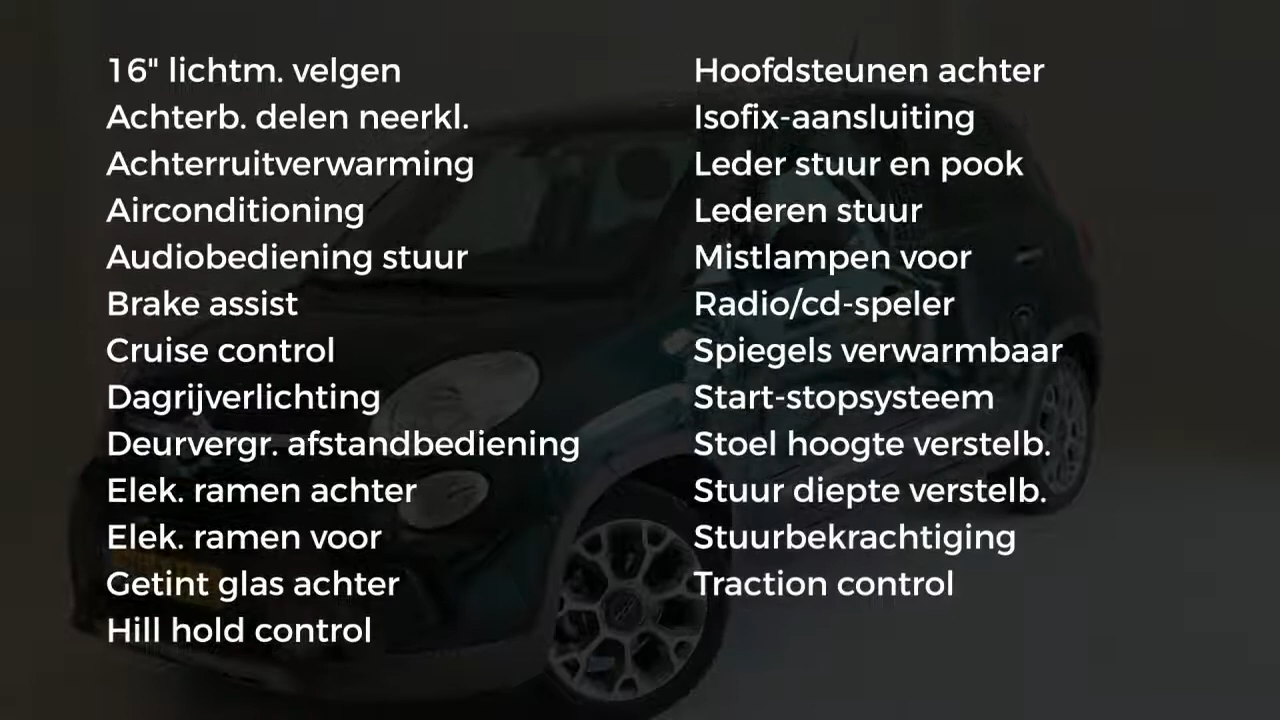 16" lichtm. velgen
Achterb. delen neerkl.
Achterruitverwarming
Airconditioning
Audiobediening stuur
Brake assist
Cruise control
Dagrijverlichting
Deurvergr. afstandbediening
Elek. ramen achter
Elek. ramen voor
Getint glas achter
Hill hold control
Hoofdsteunen achter
Isofix-aansluiting
Leder stuur en pook
Lederen stuur
Mistlampen voor
Radio/cd-speler
Spiegels verwarmbaar
Start-stopsysteem
Stoel hoogte verstelb.
Stuur diepte verstelb.
Stuurbekrachtiging
Traction control